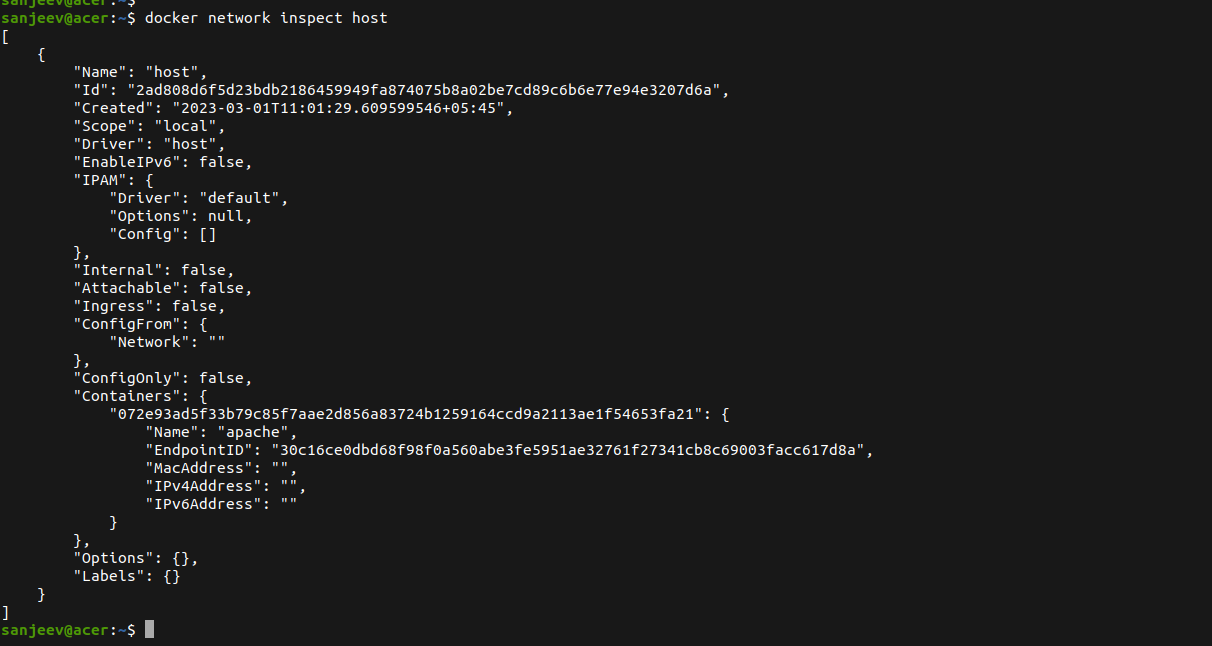 sanjeev@acer:~$
sanjeev@acer:~$ docker network inspect host
[
    {
        "Name": "host",
        "Id": "2ad808d6f5d23bdb2186459949fa874075b8a02be7cd89c6b6e77e94e3207d6a",
        "Created": "2023-03-01T11:01:29.609599546+05:45",
        "Scope": "local",
        "Driver": "host",
        "EnableIPv6": false,
        "IPAM": {
            "Driver": "default",
            "Options": null,
            "Config": []
        },
        "Internal": false,
        "Attachable": false,
        "Ingress": false,
        "ConfigFrom": {
            "Network": ""
        },
        "ConfigOnly": false,
        "Containers": {
            "072e93ad5f33b79c85f7aae2d856a83724b1259164ccd9a2113ae1f54653fa21": {
                "Name": "apache",
                "EndpointID": "30c16ce0dbd68f98f0a560abe3fe5951ae32761f27341cb8c69003facc617d8a",
                "MacAddress": "",
                "IPv4Address": "",
                "IPv6Address": ""
            }
        },
        "Options": {},
        "Labels": {}
    }
]
sanjeev@acer:~$